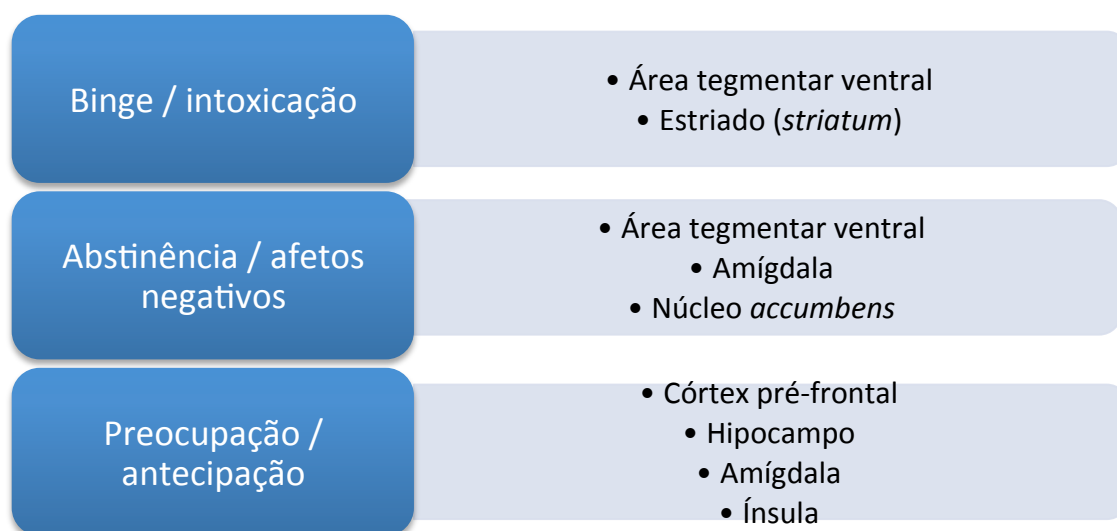 Binge / intoxicação
• Área tegmentar ventral
• Estriado (striatum)
Abstinência / afetos
negativos
• Área tegmentar ventral
• Amígdala
• Núcleo accumbens
Preocupação /
antecipação
• Córtex pré-frontal
• Hipocampo
• Amígdala
• Ínsula